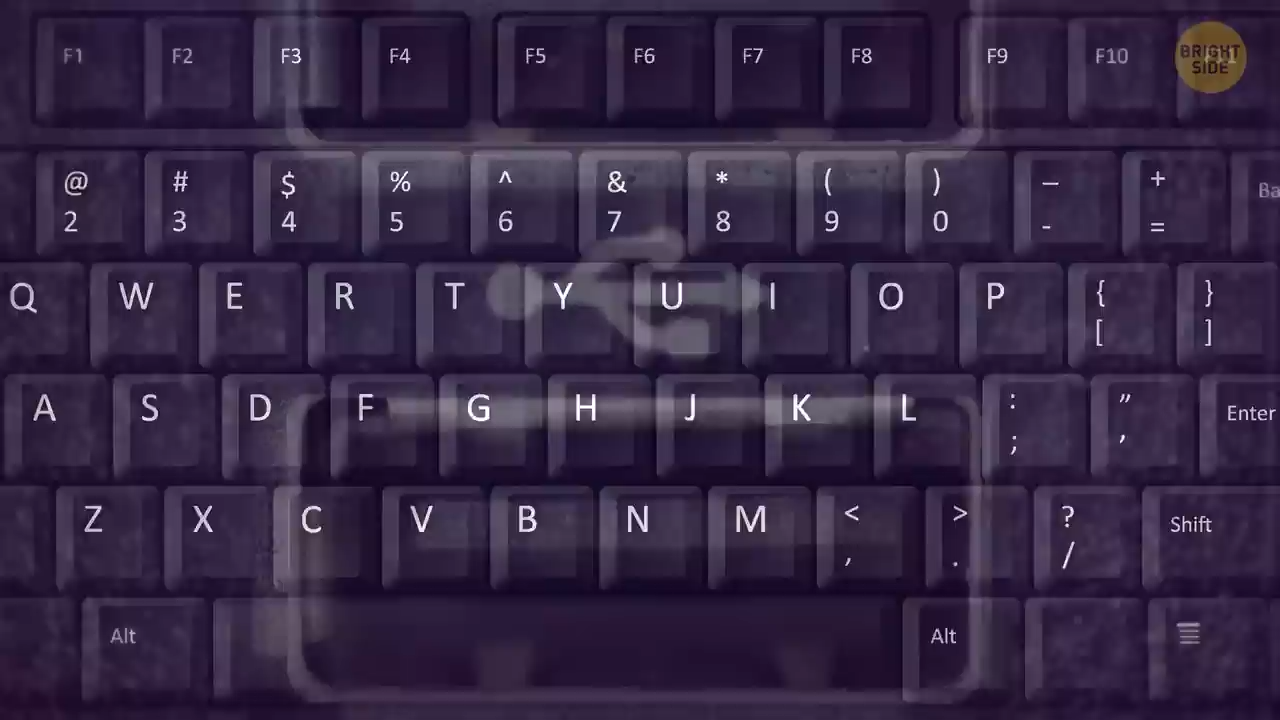 F1 F2 F3 F4 F5 F6 F7 F8 F9 F10
BRIGHT
SIDE
@ # $ % ^ & * ( ) — +
2 3 4 5 6 7 8 9 0 - =
Q W E R T Y U I O P { }
[ ]
A S D F G H J K L : ”
; ’
Enter
Z X C V B N M < > ? Shift
, . /
Alt Alt